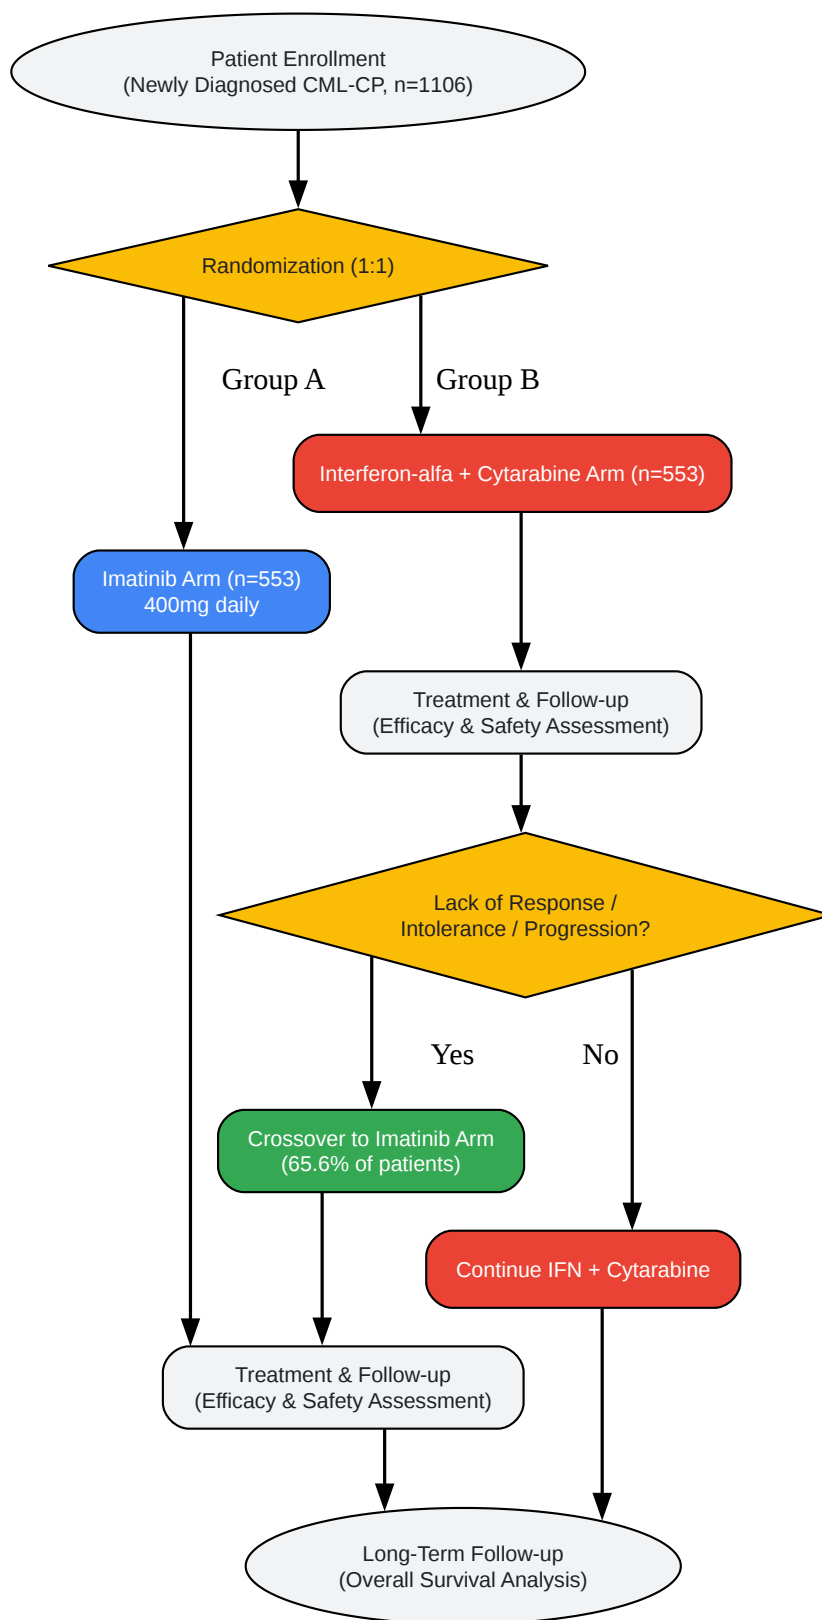 Patient Enrollment
(Newly Diagnosed CML-CP, n=1106)
Randomization (1:1)
Group A
Group B
Interferon-alfa + Cytarabine Arm (n=553)
Imatinib Arm (n=553)
400mg daily
Treatment & Follow-up
(Efficacy & Safety Assessment)
Lack of Response /
Intolerance / Progression?
Yes
No
Crossover to Imatinib Arm
(65.6% of patients)
Continue IFN + Cytarabine
Treatment & Follow-up
(Efficacy & Safety Assessment)
Long-Term Follow-up
(Overall Survival Analysis)